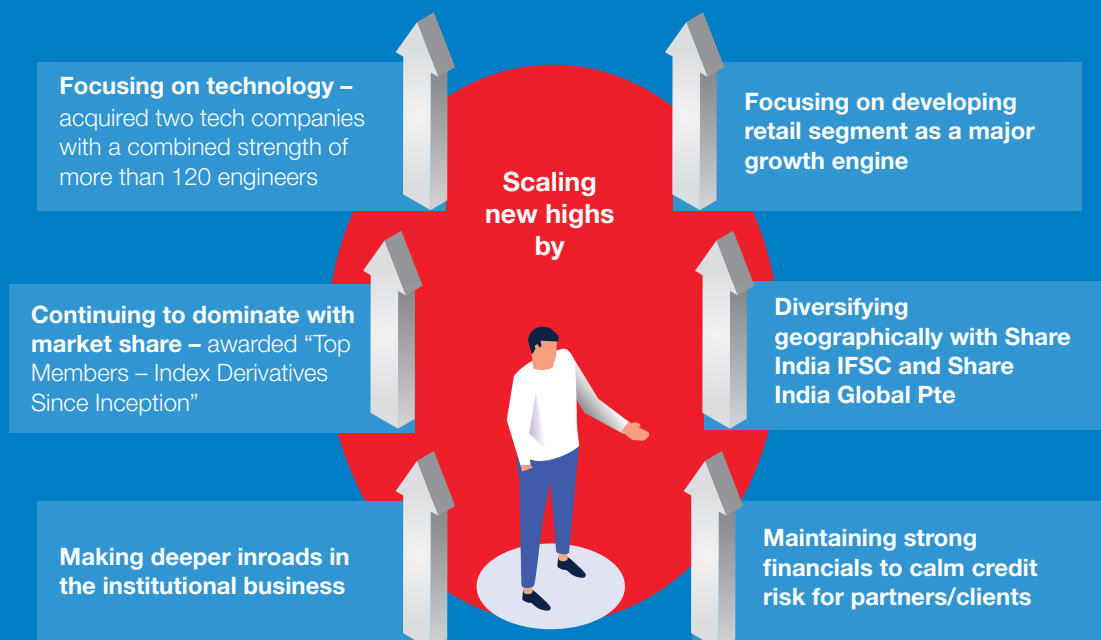 Scaling
new highs
by
Focusing on technology –
acquired two tech companies
with a combined strength of
more than 120 engineers
Continuing to dominate with
market share – awarded “Top
Members – Index Derivatives
Since Inception”
Making deeper inroads in
the institutional business
Focusing on developing
retail segment as a major
growth engine
Diversifying
geographically with Share
India IFSC and Share
India Global Pte
Maintaining strong
financials to calm credit
risk for partners/clients